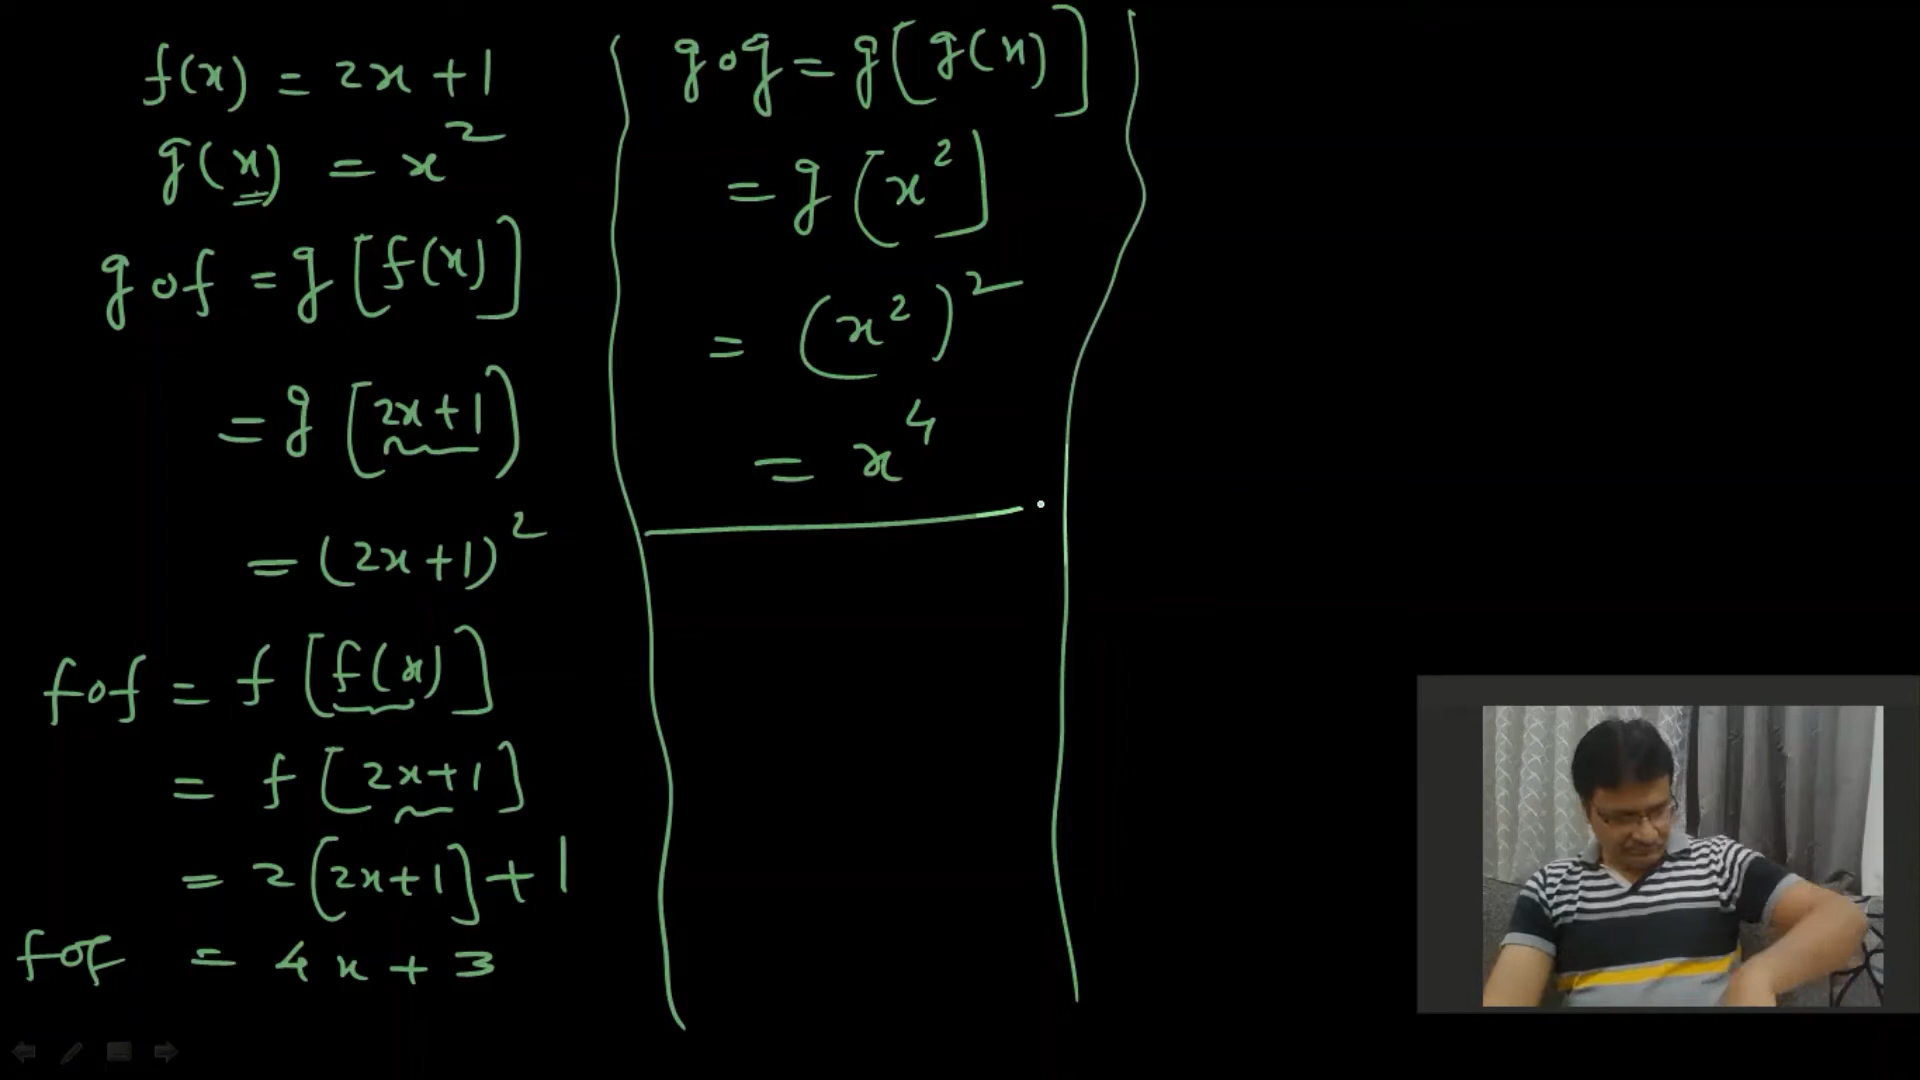 f(x) = 2x + 1
g(x) = x²
gof = g[f(x)]
= g[2x+1)
= (2x+1)²
fof = f[f(x)]
= f[2x+1]
= 2[2x+1]+1
fof = 4x + 3
gog = g[g(x)]
= g(x²]
= (x²)²
= x⁴